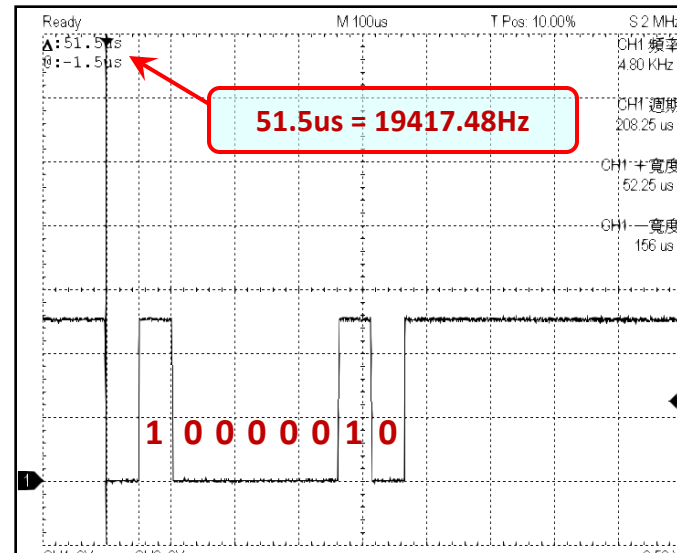 Ready M 100us T Pos: 10.00% S 2 MHz
Δ:51.5us
@:-1.5us
CH1 頻率
4.80 KHz
51.5us = 19417.48Hz
CH1 週期
208.25 us
CH1 +寬度
52.25 us
CH1 —寬度
156 us
1 0 0 0 0 0 1 0
1